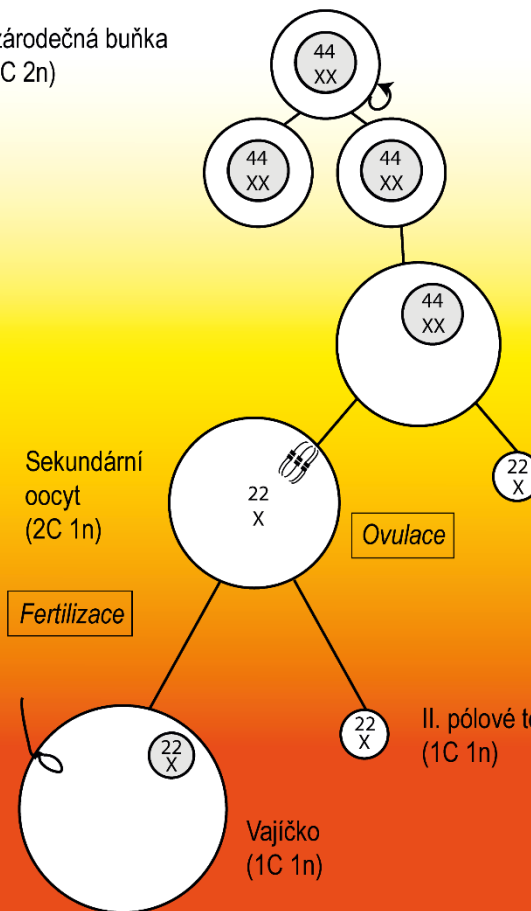 zárodečná buňka
C 2n)
44
XX
44
XX
44
XX
44
XX
22
X
Sekundární
oocyt
(2C 1n)
22
X
Ovulace
Fertilizace
22
X
II. pólové
(1C 1n)
22
X
Vajíčko
(1C 1n)